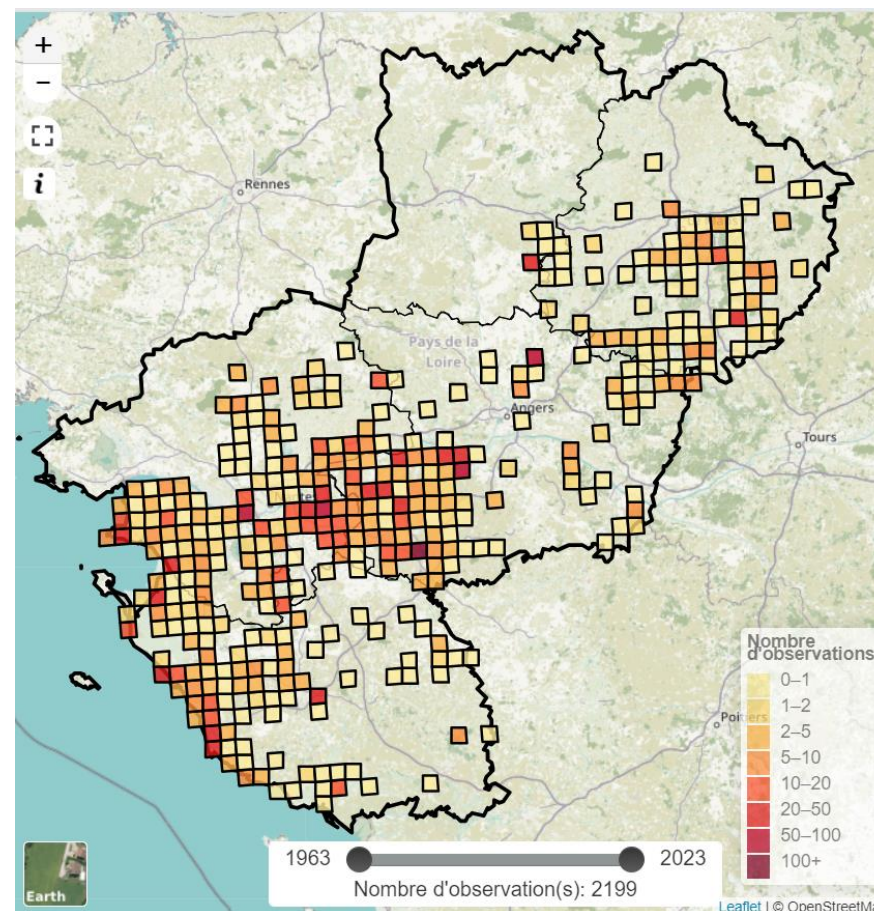 +
−
i
Rennes
Pays de la
Loire
Angers
Tours
Nantes
Poitiers
Nombre
d'observations
0–1
1–2
2–5
5–10
10–20
20–50
50–100
100+
1963
2023
Nombre d'observation(s): 2199
Earth
Leaflet | © OpenStreetMa